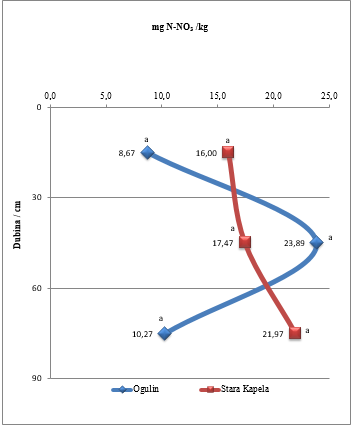 mg N-NO₃ /kg
0,0 5,0 10,0 15,0 20,0 25,0
0
30
60
90
Dubina / cm
a a
8,67 16,00
a
17,47 23,89 a
a
10,27 21,97 a
Ogulin Stara Kapela